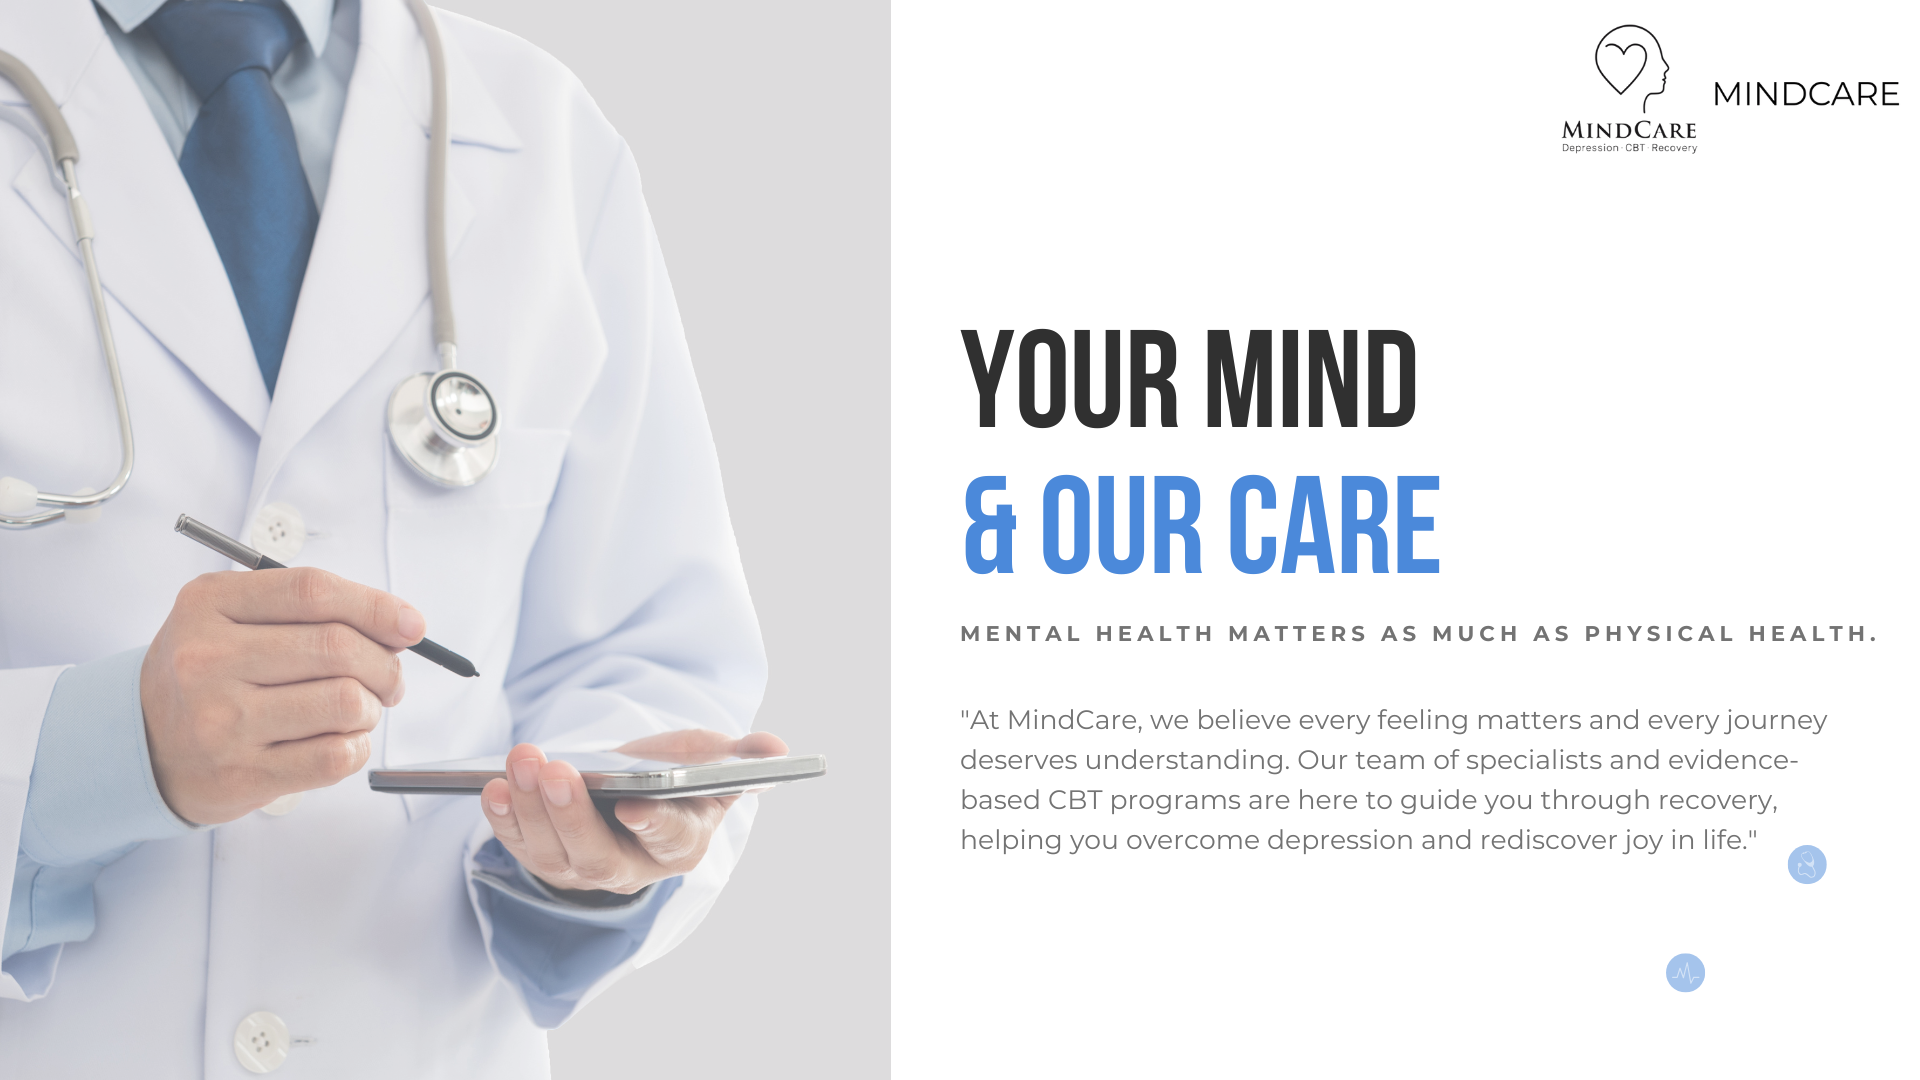 MINDCARE
Depression · CBT · Recovery
MINDCARE
YOUR MIND
& OUR CARE
MENTAL HEALTH MATTERS AS MUCH AS PHYSICAL HEALTH.
"At MindCare, we believe every feeling matters and every journey
deserves understanding. Our team of specialists and evidence-
based CBT programs are here to guide you through recovery,
helping you overcome depression and rediscover joy in life."